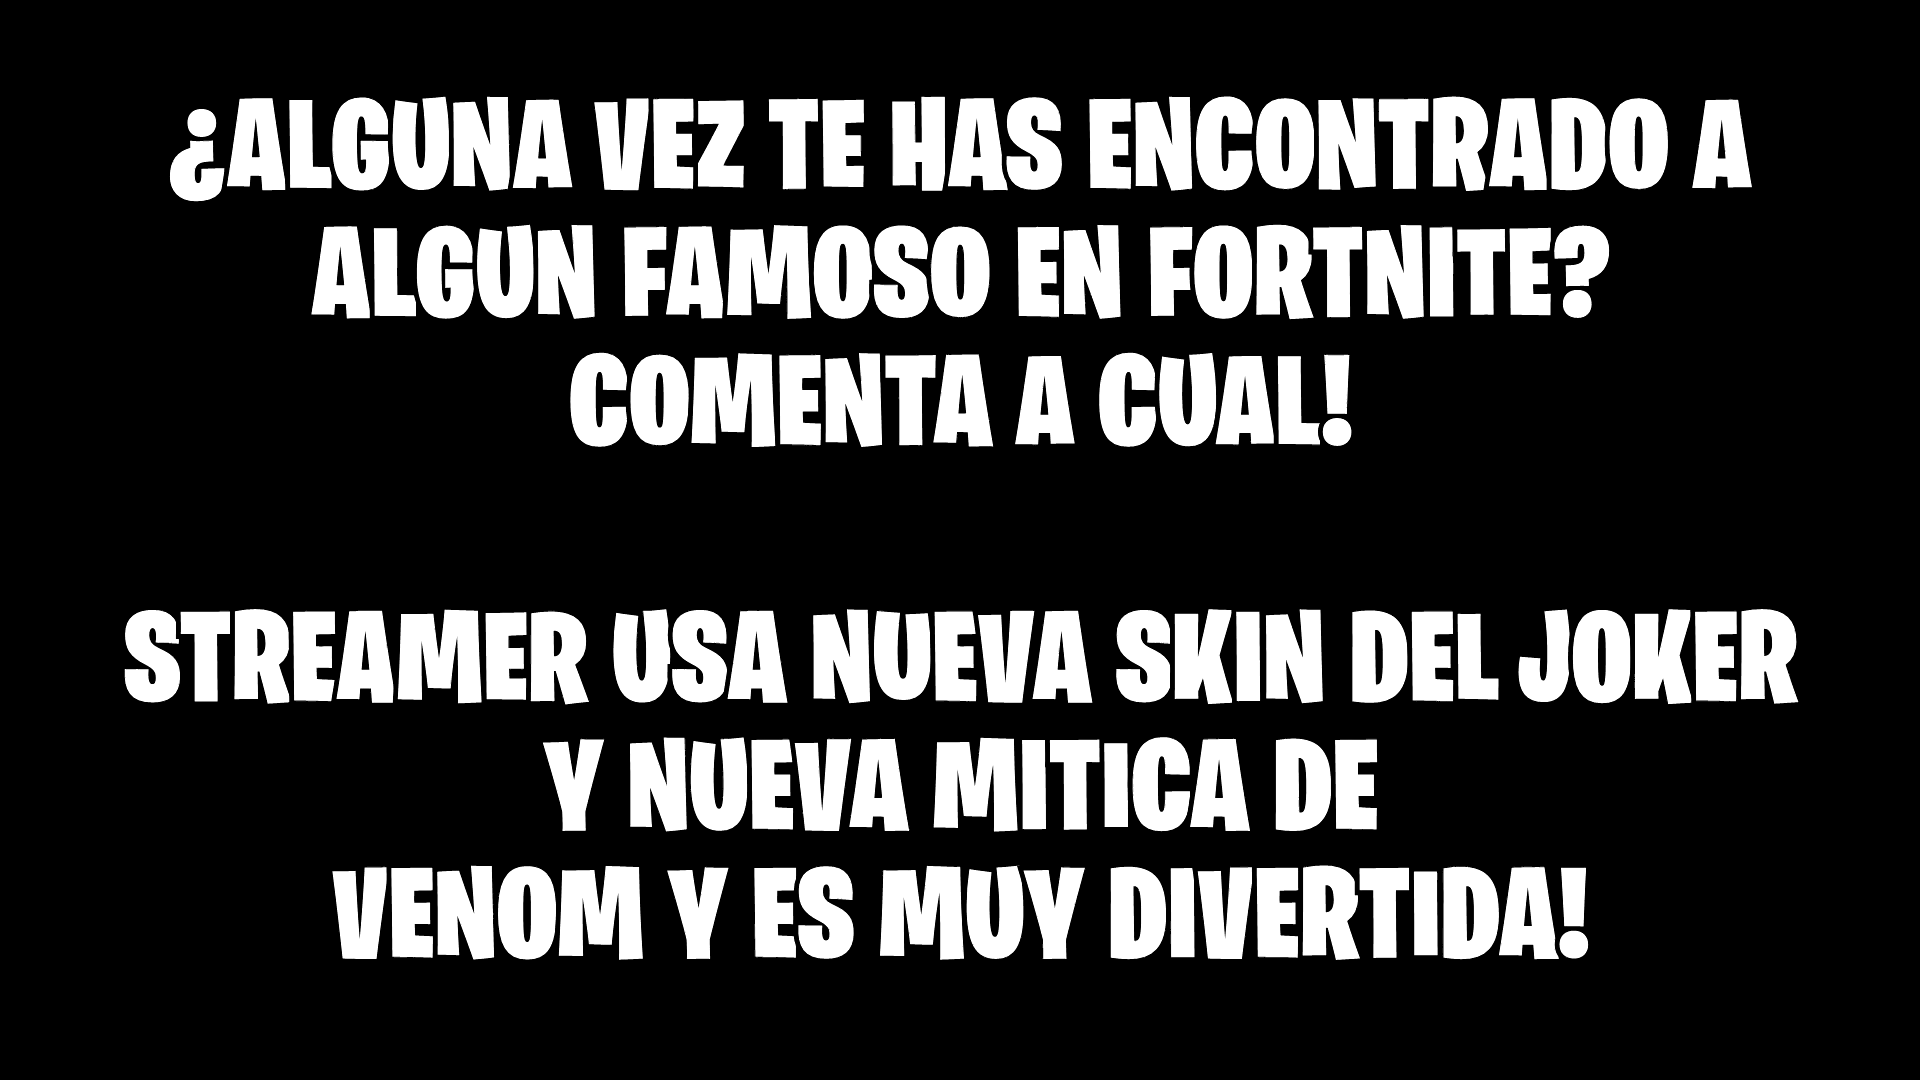 ¿ALGUNA VEZ TE HAS ENCONTRADO A
ALGUN FAMOSO EN FORTNITE?
COMENTA A CUAL!
STREAMER USA NUEVA SKIN DEL JOKER
Y NUEVA MITICA DE
VENOM Y ES MUY DIVERTIDA!